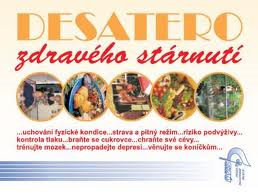 DESATERO
zdravého stárnutí
...uchování fyzické kondice...strava a pitný režim...riziko podvýživy...
kontrola tlaku...braňte se cukrovce...chraňte své cévy...
trénujte mozek...nepropadejte depresi...věnujte se koníčkům...